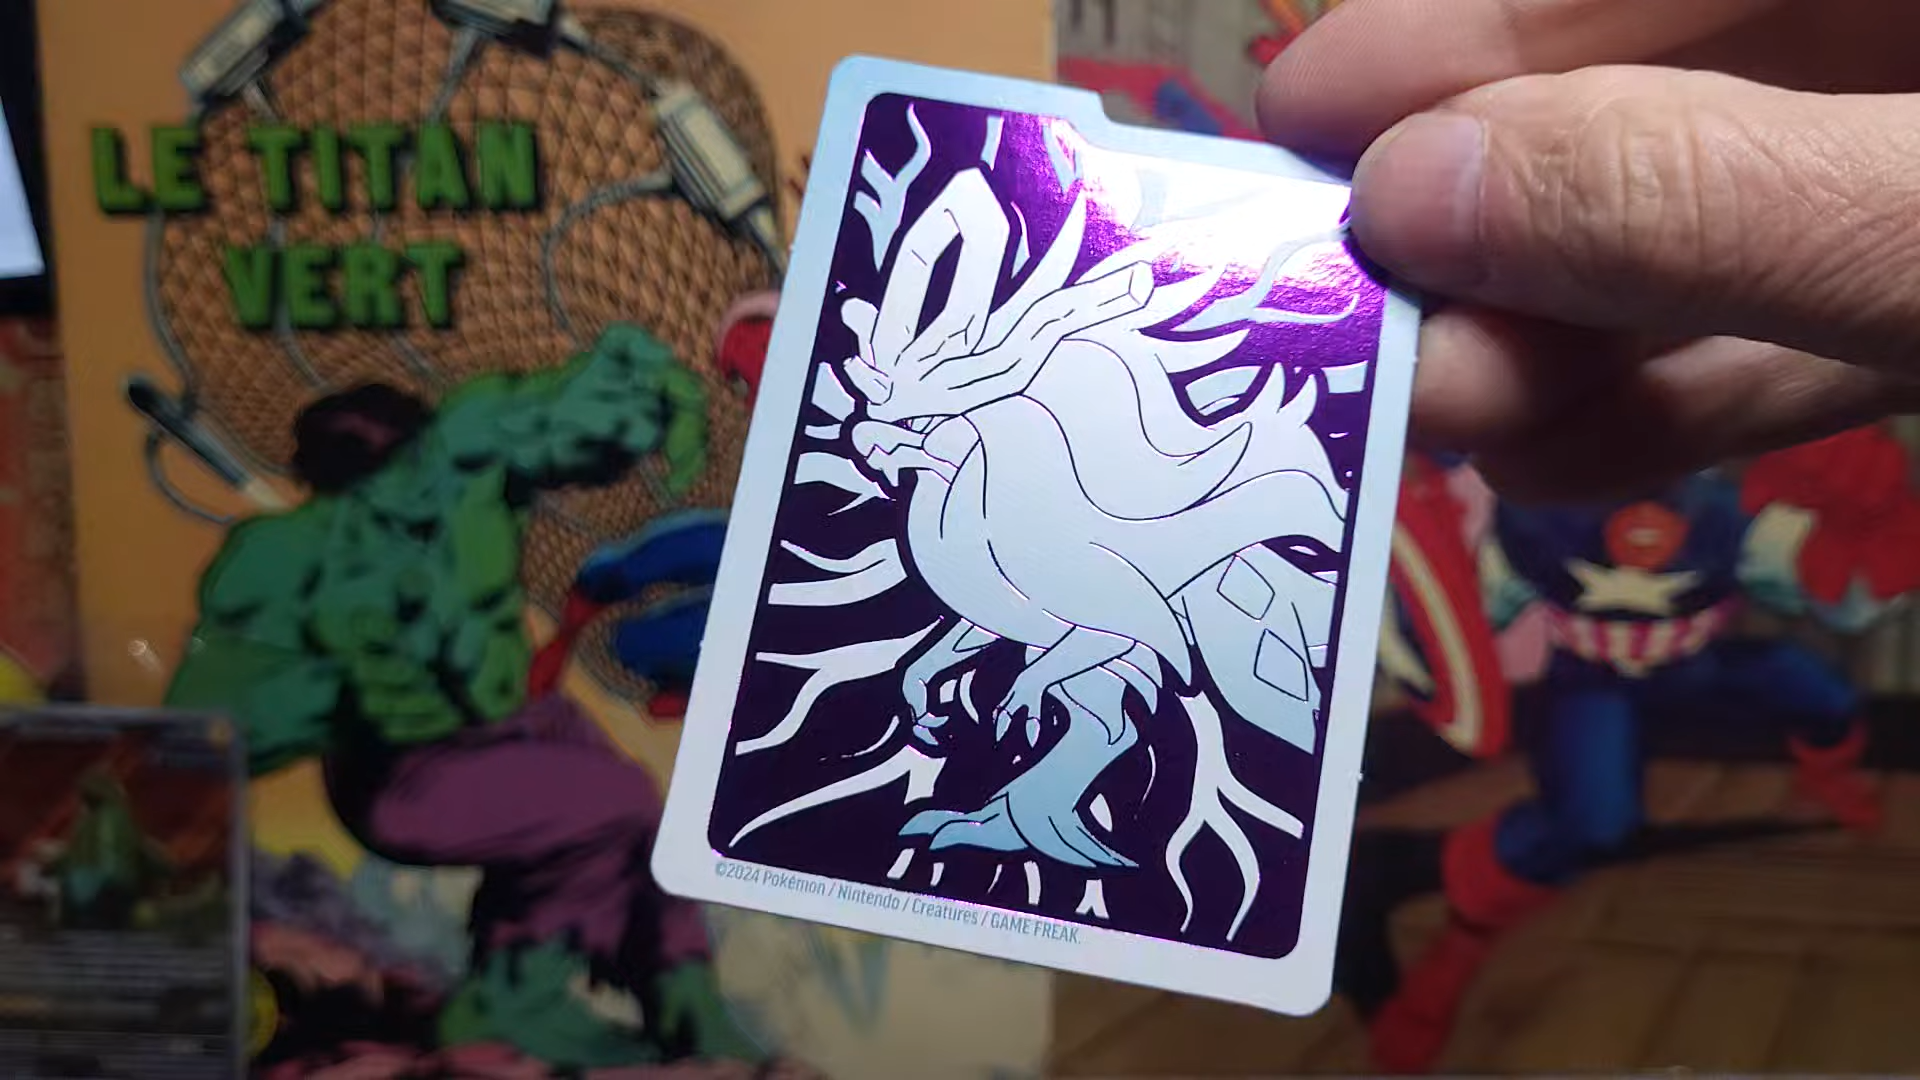 LE TITAN
VERT
©2024 Pokémon / Nintendo / Creatures / GAME FREAK.